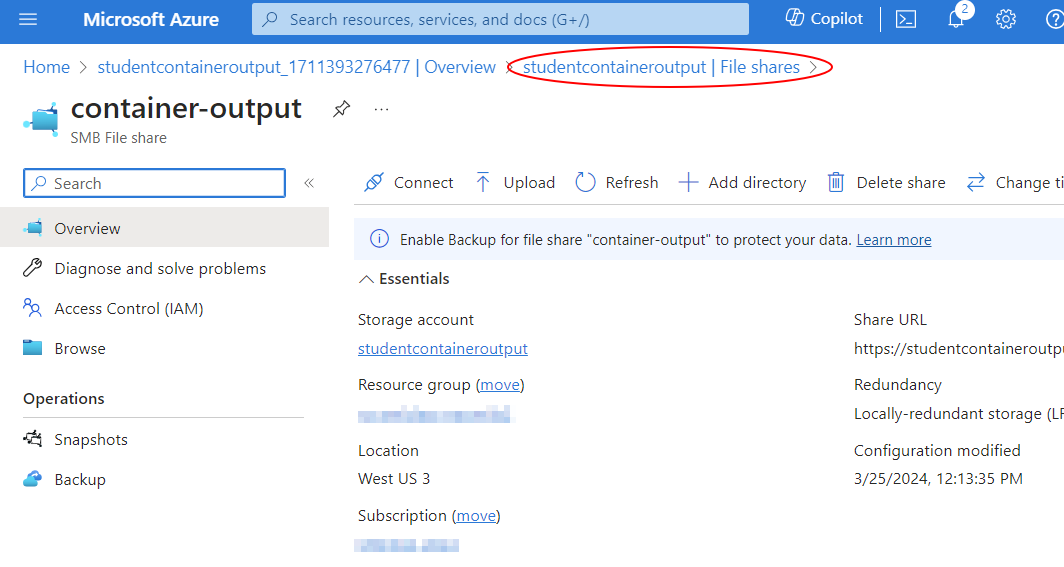 Microsoft Azure
Search resources, services, and docs (G+/)
Copilot
2
Home > studentcontaineroutput_1711393276477 | Overview > studentcontaineroutput | File shares >
container-output
...
SMB File share
Search
«
Connect Upload Refresh Add directory Delete share Change ti
Overview
Diagnose and solve problems
Access Control (IAM)
Browse
Operations
Snapshots
Backup
Enable Backup for file share "container-output" to protect your data. Learn more
Essentials
Storage account
studentcontaineroutput
Resource group (move)
Location
West US 3
Subscription (move)
Share URL
https://studentcontaineroutpu
Redundancy
Locally-redundant storage (LR
Configuration modified
3/25/2024, 12:13:35 PM